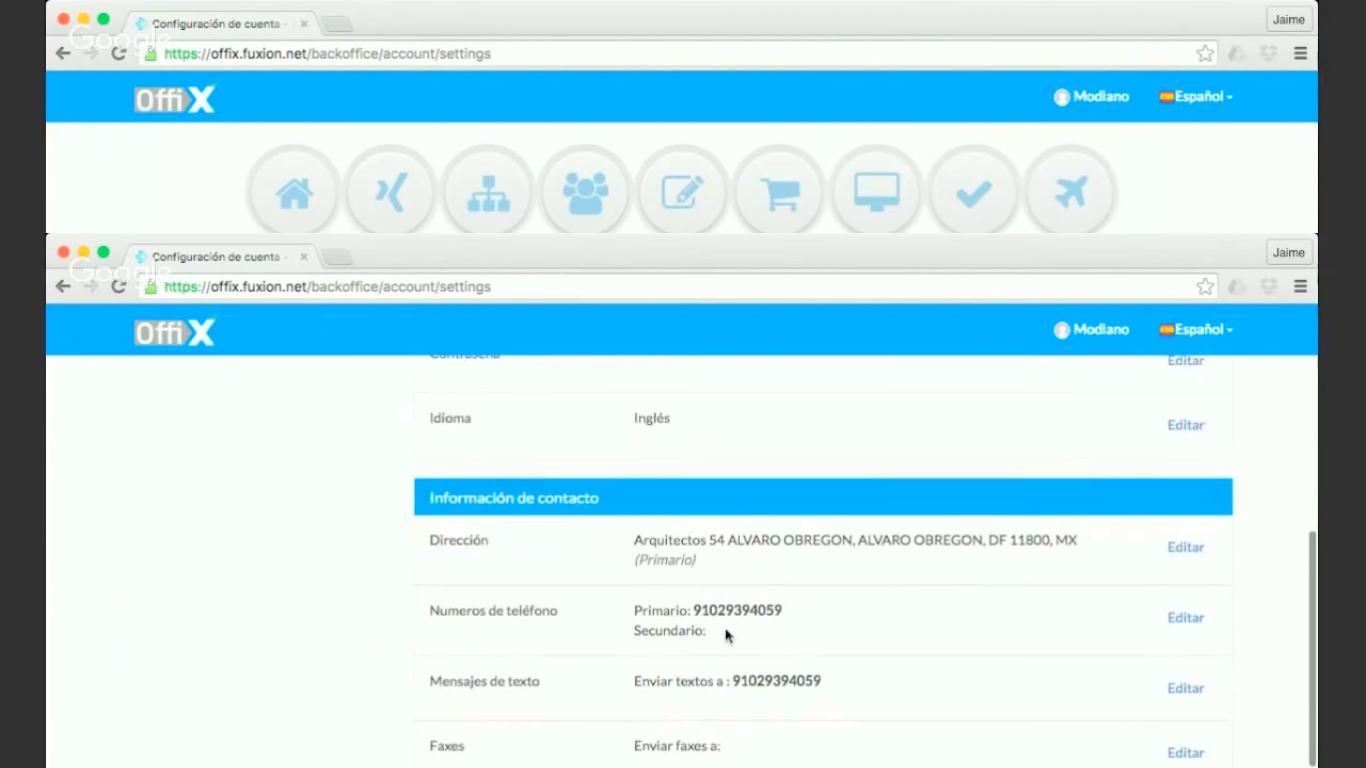 Configuración de cuenta -
Jaime
Google
https://offix.fuxion.net/backoffice/account/settings
OffiX
Modiano
Español
Configuración de cuenta -
Jaime
Google
https://offix.fuxion.net/backoffice/account/settings
OffiX
Modiano
Español
Contraseña
Editar
Idioma
Inglés
Editar
Información de contacto
Dirección
Arquitectos 54 ALVARO OBREGON, ALVARO OBREGON, DF 11800, MX
(Primario)
Editar
Numeros de teléfono
Primario: 91029394059
Secundario:
Editar
Mensajes de texto
Enviar textos a : 91029394059
Editar
Faxes
Enviar faxes a:
Editar